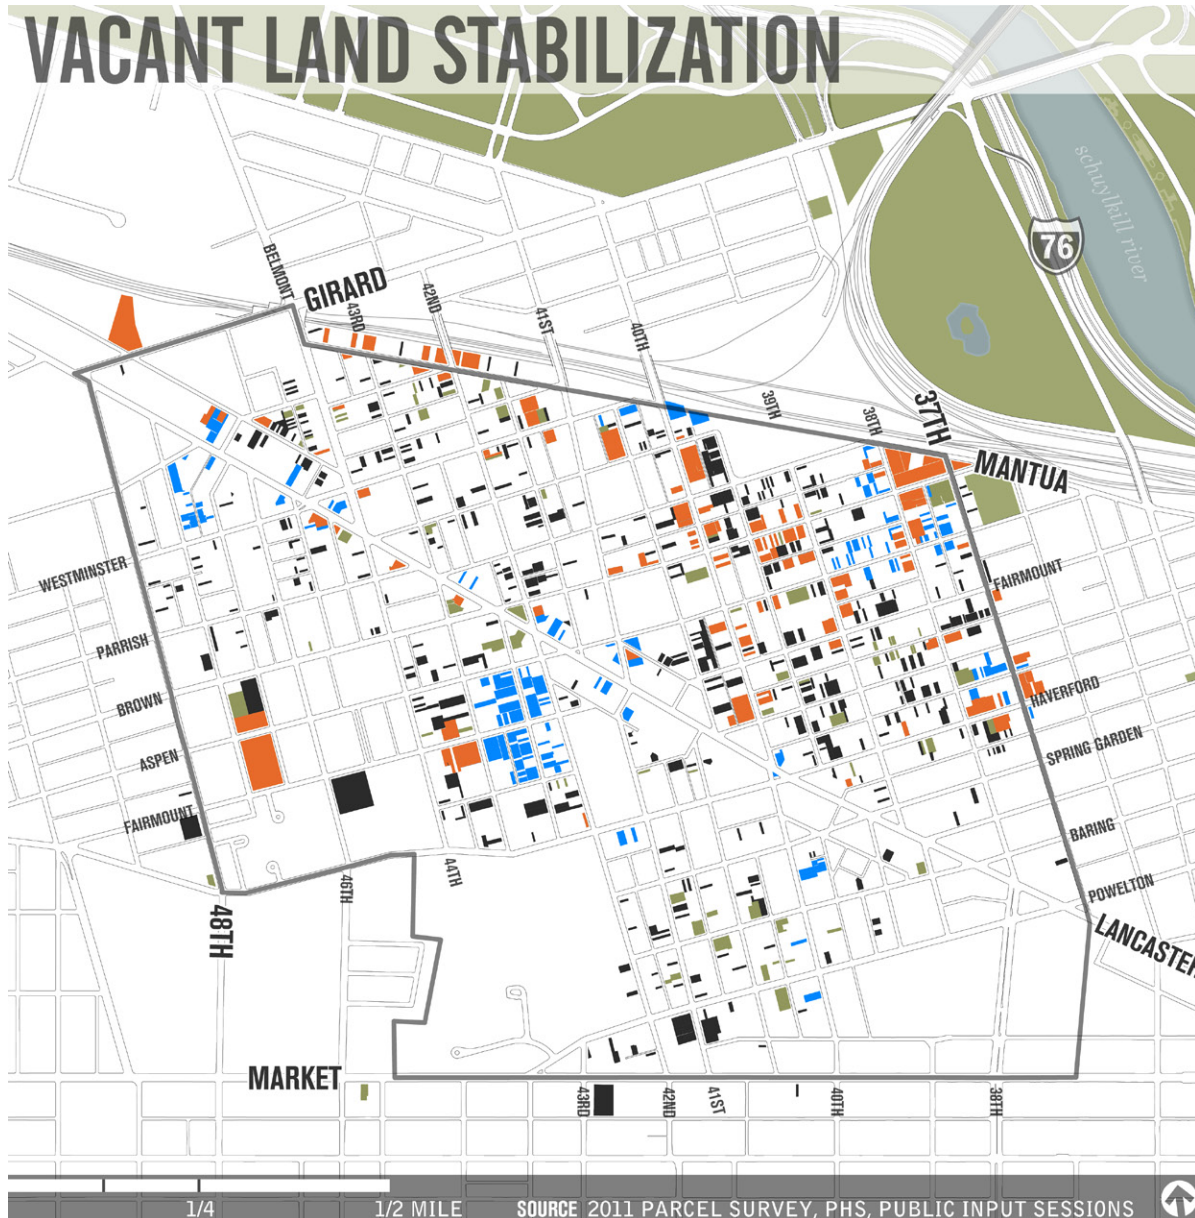 VACANT LAND STABILIZATION
schuylkill river
76
BELMONT
GIRARD
43RD
42ND
41ST
40TH
39TH
38TH
37TH
MANTUA
WESTMINSTER
FAIRMOUNT
PARRISH
BROWN
HAVERFORD
ASPEN
SPRING GARDEN
FAIRMOUNT
BARING
44TH
46TH
POWELTON
48TH
LANCASTER
MARKET
43RD
42ND
41ST
40TH
38TH
1/4
1/2 MILE
SOURCE 2011 PARCEL SURVEY, PHS, PUBLIC INPUT SESSIONS